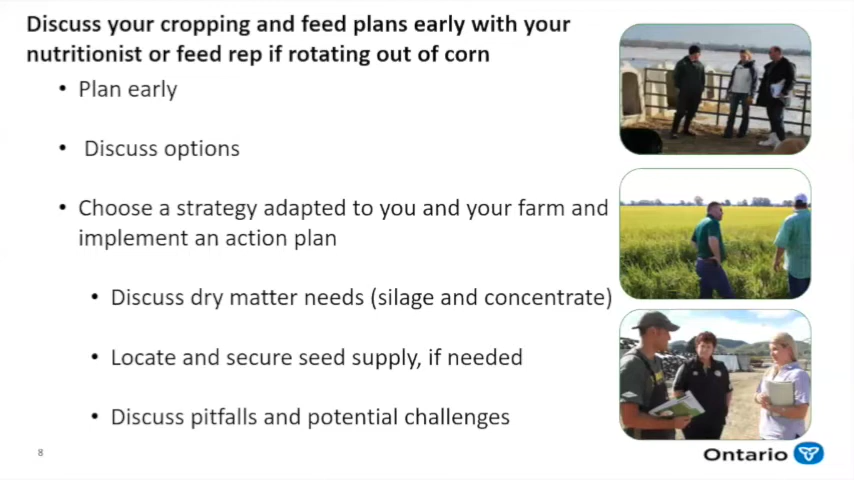 Discuss your cropping and feed plans early with your
nutritionist or feed rep if rotating out of corn
• Plan early
• Discuss options
• Choose a strategy adapted to you and your farm and
implement an action plan
• Discuss dry matter needs (silage and concentrate)
• Locate and secure seed supply, if needed
• Discuss pitfalls and potential challenges
8
Ontario